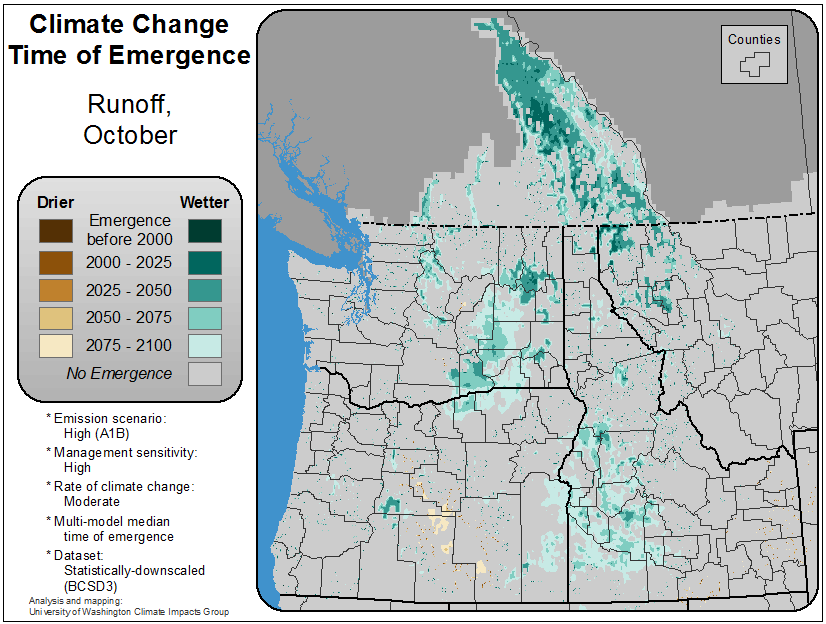 Climate Change
Time of Emergence
Runoff,
October
Drier Wetter
Emergence
before 2000
2000 - 2025
2025 - 2050
2050 - 2075
2075 - 2100
No Emergence
* Emission scenario:
High (A1B)
* Management sensitivity:
High
* Rate of climate change:
Moderate
* Multi-model median
time of emergence
* Dataset:
Statistically-downscaled
(BCSD3)
Analysis and mapping:
University of Washington Climate Impacts Group
Counties